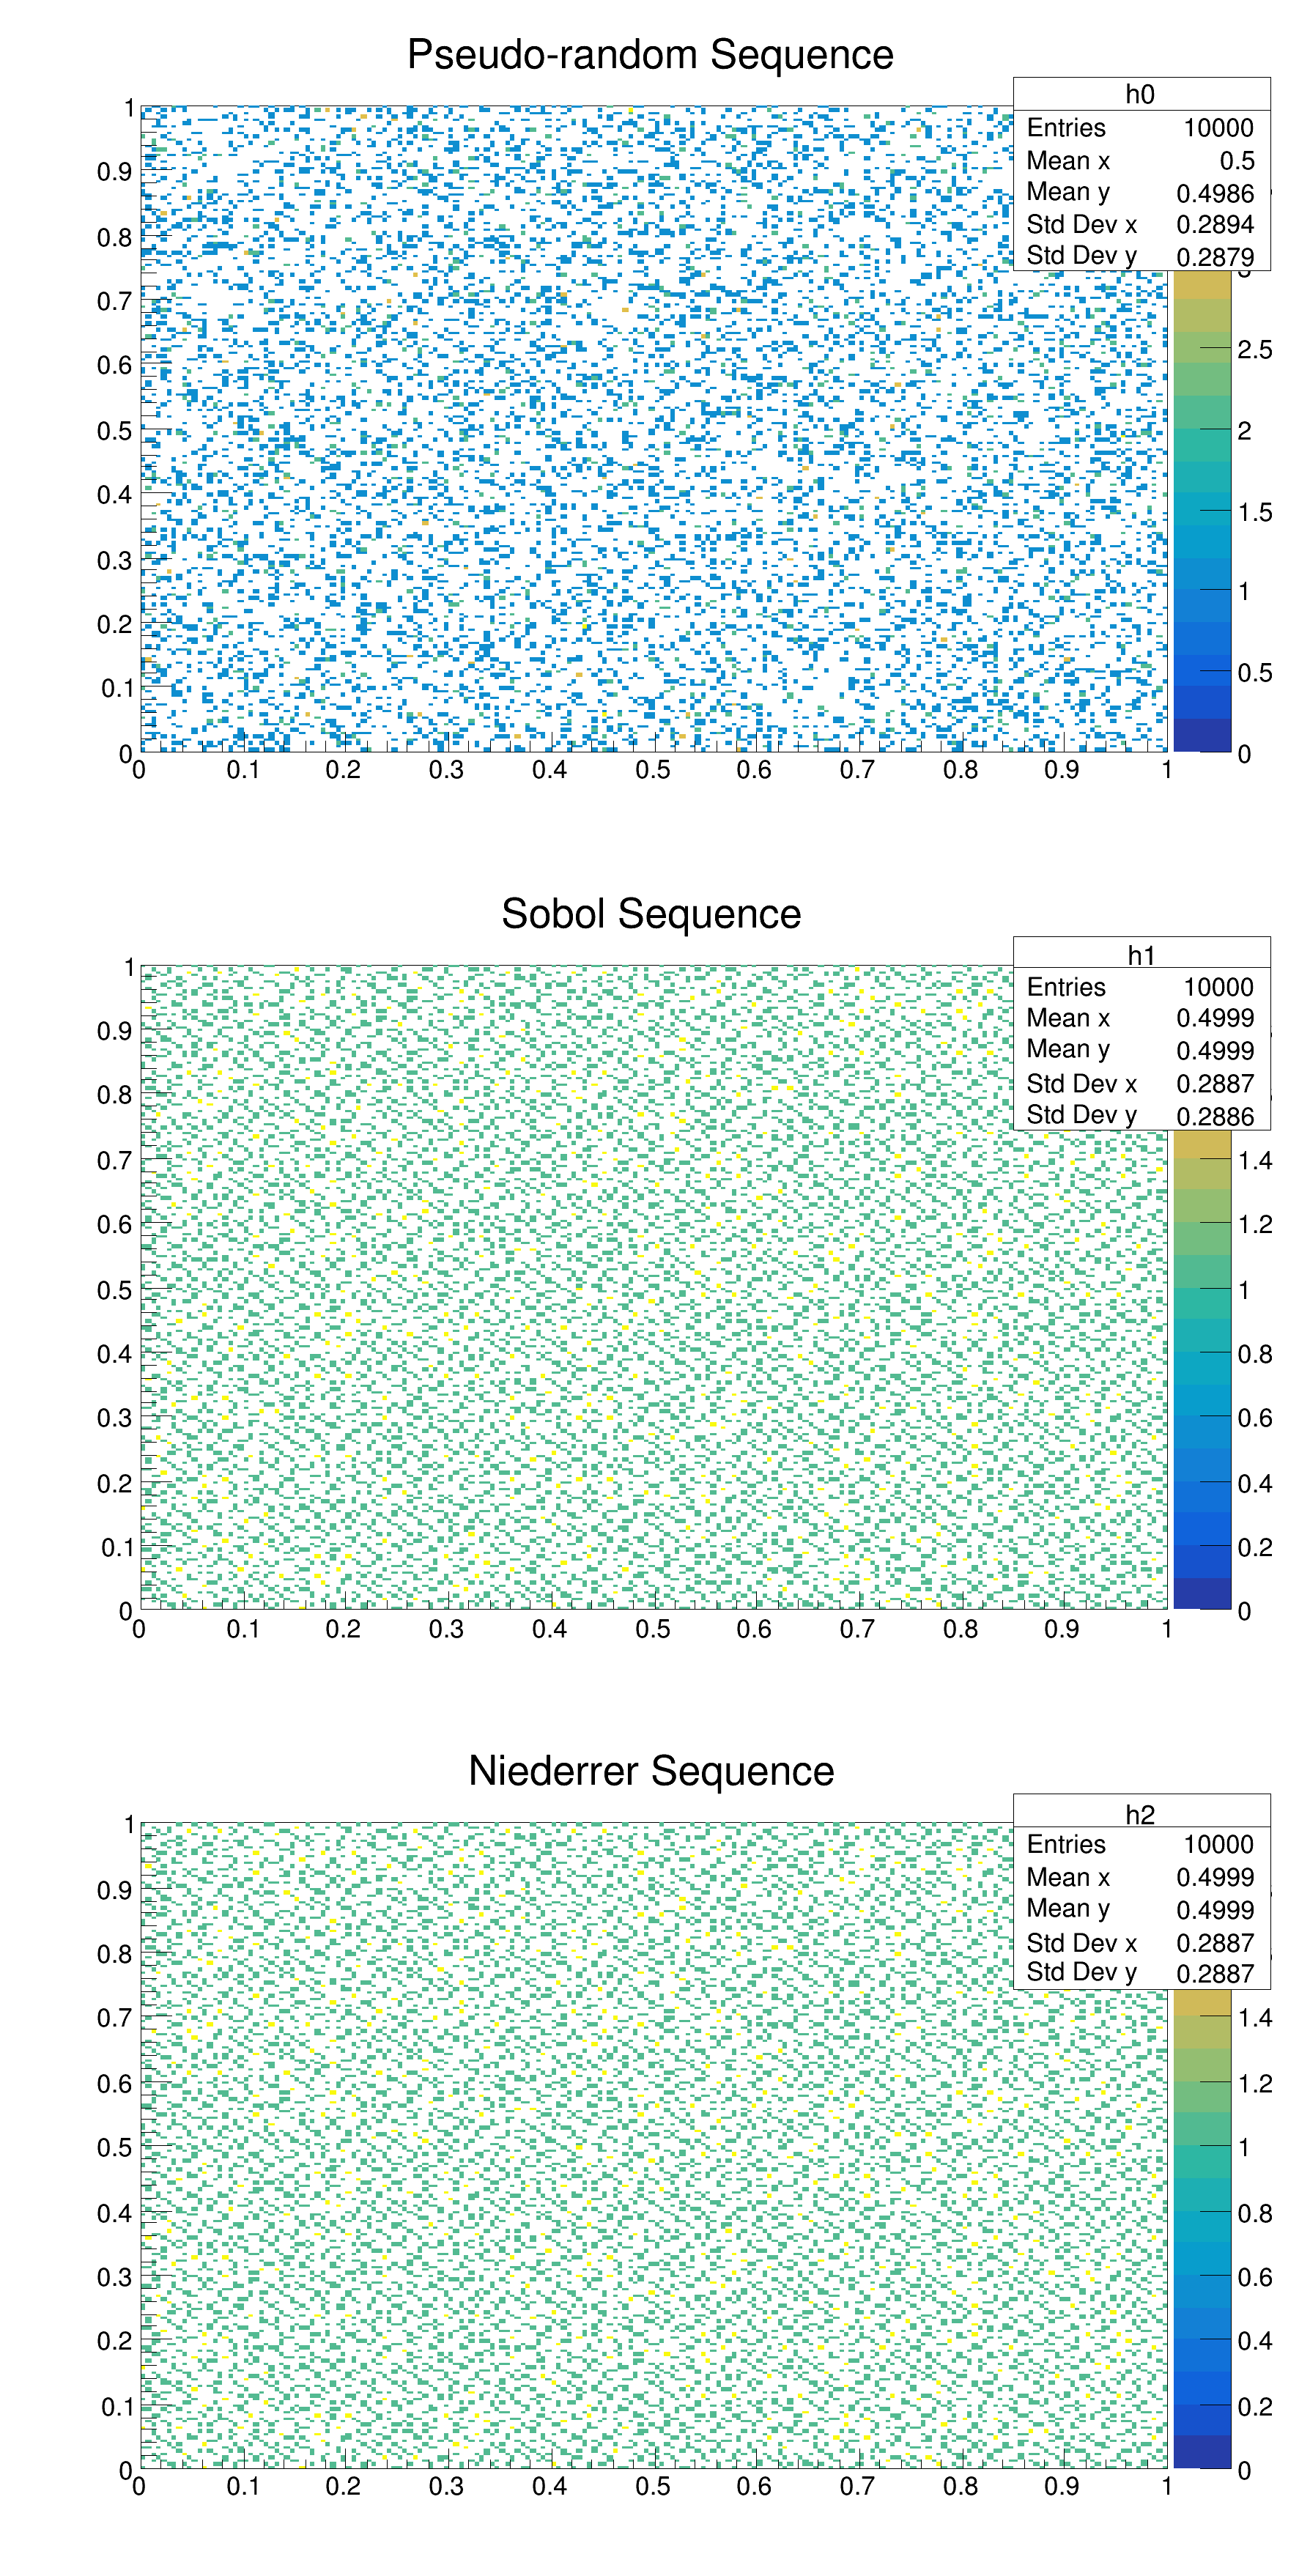 Pseudo-random Sequence
h0
Entries 10000
Mean x 0.5
Mean y 0.4986
Std Dev x 0.2894
Std Dev y 0.2879
1
0.9
0.8
0.7
0.6
0.5
0.4
0.3
0.2
0.1
0
0 0.1 0.2 0.3 0.4 0.5 0.6 0.7 0.8 0.9 1
2.5
2
1.5
1
0.5
0
Sobol Sequence
h1
Entries 10000
Mean x 0.4999
Mean y 0.4999
Std Dev x 0.2887
Std Dev y 0.2886
1
0.9
0.8
0.7
0.6
0.5
0.4
0.3
0.2
0.1
0
0 0.1 0.2 0.3 0.4 0.5 0.6 0.7 0.8 0.9 1
1.4
1.2
1
0.8
0.6
0.4
0.2
0
Niederrer Sequence
h2
Entries 10000
Mean x 0.4999
Mean y 0.4999
Std Dev x 0.2887
Std Dev y 0.2887
1
0.9
0.8
0.7
0.6
0.5
0.4
0.3
0.2
0.1
0
0 0.1 0.2 0.3 0.4 0.5 0.6 0.7 0.8 0.9 1
1.4
1.2
1
0.8
0.6
0.4
0.2
0